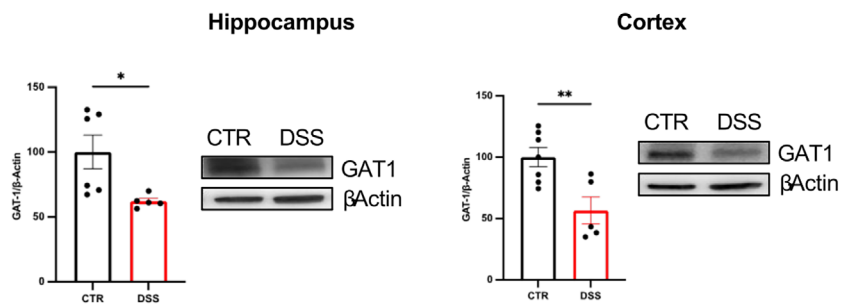 Hippocampus
GAT-1/β-Actin
150
100
50
0
*
CTR
DSS
CTR DSS
GAT1
βActin
Cortex
GAT-1/β-Actin
150
100
50
0
**
CTR
DSS
CTR DSS
GAT1
βActin